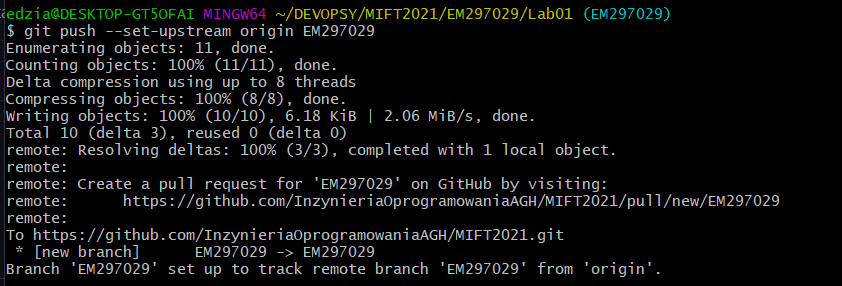 edzia@DESKTOP-GT5OFAI MINGW64 ~/DEVOPSY/MIFT2021/EM297029/Lab01 (EM297029)
$ git push --set-upstream origin EM297029
Enumerating objects: 11, done.
Counting objects: 100% (11/11), done.
Delta compression using up to 8 threads
Compressing objects: 100% (8/8), done.
Writing objects: 100% (10/10), 6.18 KiB | 2.06 MiB/s, done.
Total 10 (delta 3), reused 0 (delta 0)
remote: Resolving deltas: 100% (3/3), completed with 1 local object.
remote:
remote: Create a pull request for 'EM297029' on GitHub by visiting:
remote:      https://github.com/InzynieriaOprogramowaniaAGH/MIFT2021/pull/new/EM297029
remote:
To https://github.com/InzynieriaOprogramowaniaAGH/MIFT2021.git
 * [new branch]      EM297029 -> EM297029
Branch 'EM297029' set up to track remote branch 'EM297029' from 'origin'.